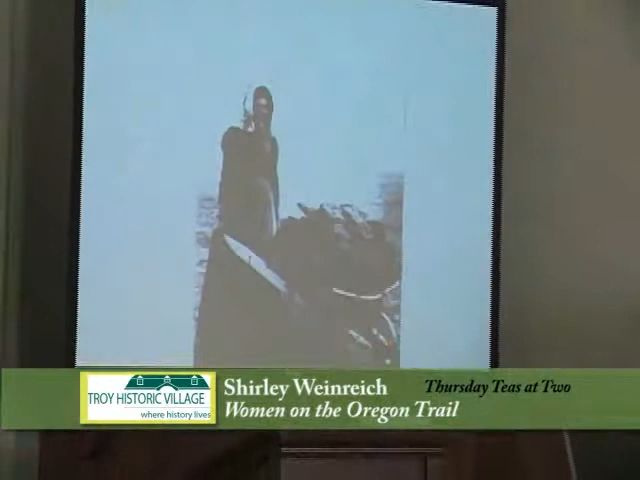 TROY HISTORIC VILLAGE
where history lives
Shirley Weinreich
Thursday Teas at Two
Women on the Oregon Trail